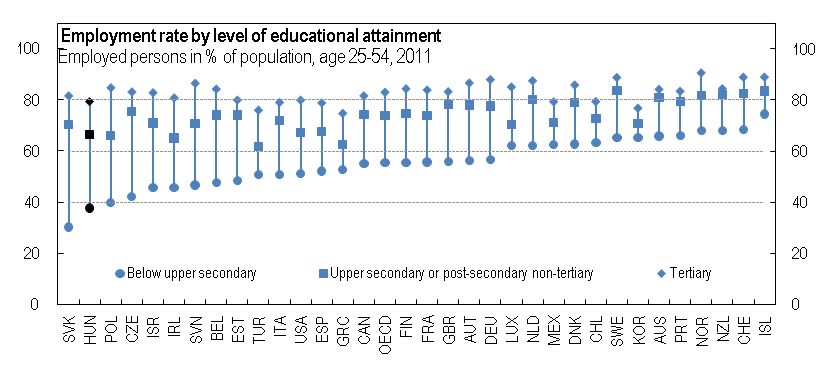 Employment rate by level of educational attainment
Employed persons in % of population, age 25-54, 2011
100 100
80 80
60 60
40 40
20 20
0 0
Below upper secondary Upper secondary or post-secondary non-tertiary Tertiary
SVK HUN POL CZE ISR IRL SVN BEL EST TUR ITA USA ESP GRC CAN OECD FIN FRA GBR AUT DEU LUX NLD MEX DNK CHL SWE KOR AUS PRT NOR NZL CHE ISL